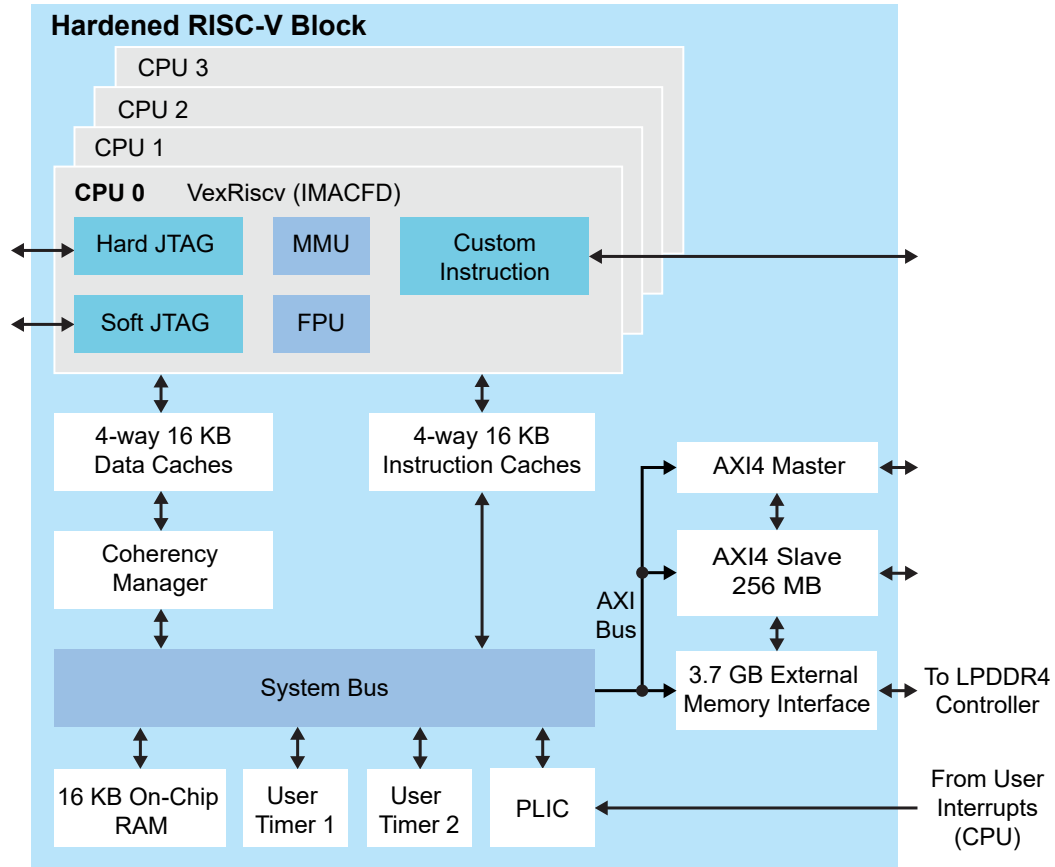 Hardened RISC-V Block
CPU 3
CPU 2
CPU 1
CPU 0 VexRiscv (IMACFD)
Hard JTAG
MMU
Custom
Instruction
Soft JTAG
FPU
4-way 16 KB
Data Caches
4-way 16 KB
Instruction Caches
AXI4 Master
Coherency
Manager
AXI4 Slave
256 MB
AXI
Bus
System Bus
3.7 GB External
Memory Interface
To LPDDR4
Controller
16 KB On-Chip
RAM
User
Timer 1
User
Timer 2
PLIC
From User
Interrupts
(CPU)